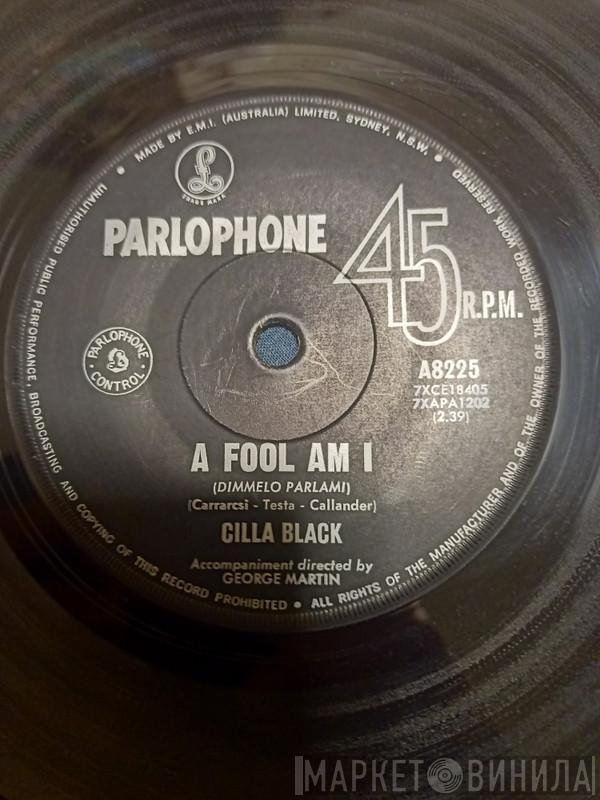 • MADE BY E.M.I. (AUSTRALIA) LIMITED, SYDNEY, N.S.W. •
£
TRADE MARK
PARLOPHONE
45
R.P.M.
PARLOPHONE
• CONTROL •
£
A8225
7XCE18405
7XAPA1202
(2.39)
A FOOL AM I
(DIMMELO PARLAMI)
(Carrarcsi - Testa - Callander)
CILLA BLACK
Accompaniment directed by
GEORGE MARTIN
UNAUTHORISED PUBLIC PERFORMANCE, BROADCASTING AND COPYING OF THIS RECORD PROHIBITED • ALL RIGHTS OF THE MANUFACTURER AND OF THE OWNER OF THE RECORDED WORK RESERVED
МАРКЕТ ВИНИЛА